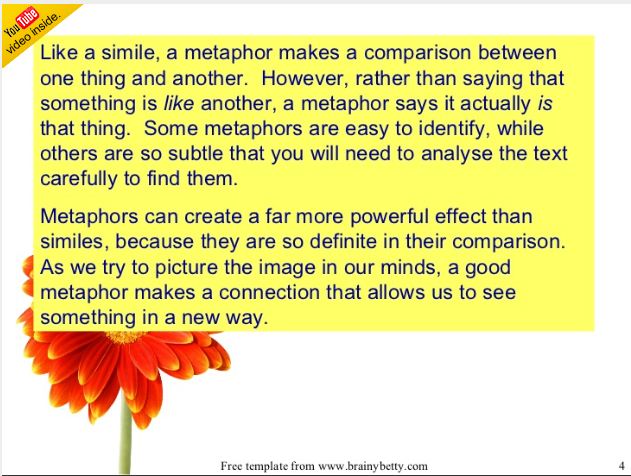 You Tube
video inside.
Like a simile, a metaphor makes a comparison between
one thing and another.  However, rather than saying that
something is like another, a metaphor says it actually is
that thing.  Some metaphors are easy to identify, while
others are so subtle that you will need to analyse the text
carefully to find them.
Metaphors can create a far more powerful effect than
similes, because they are so definite in their comparison.
As we try to picture the image in our minds, a good
metaphor makes a connection that allows us to see
something in a new way.
Free template from www.brainybetty.com
4